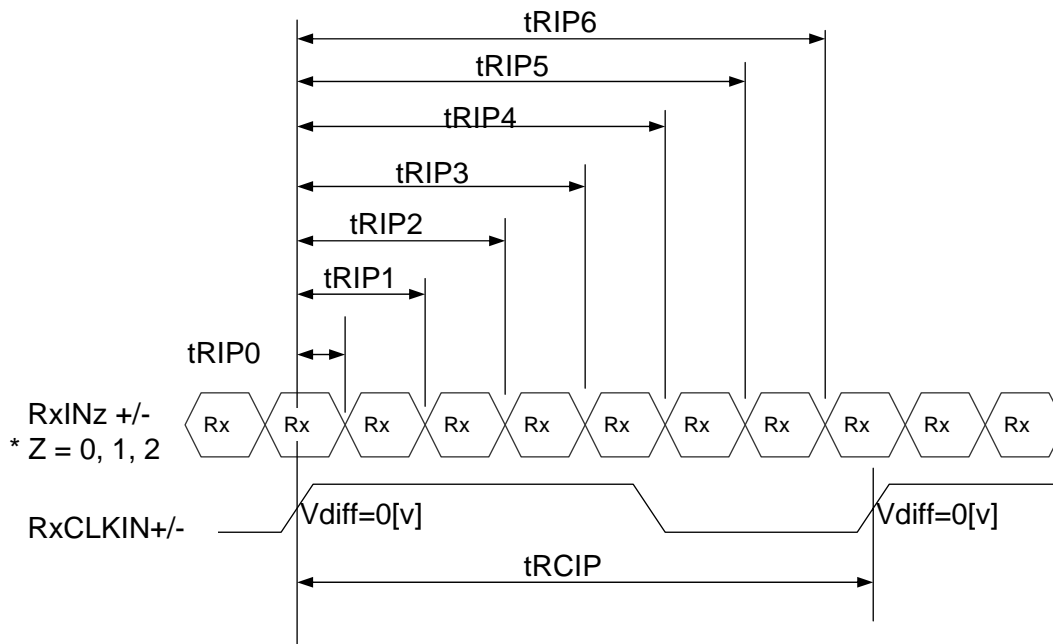 tRIP6
tRIP5
tRIP4
tRIP3
tRIP2
tRIP1
tRIP0
RxINz +/-
* Z = 0, 1, 2
Rx Rx Rx Rx Rx Rx Rx Rx Rx Rx Rx
RxCLKIN+/-
Vdiff=0[v] Vdiff=0[v]
tRCIP